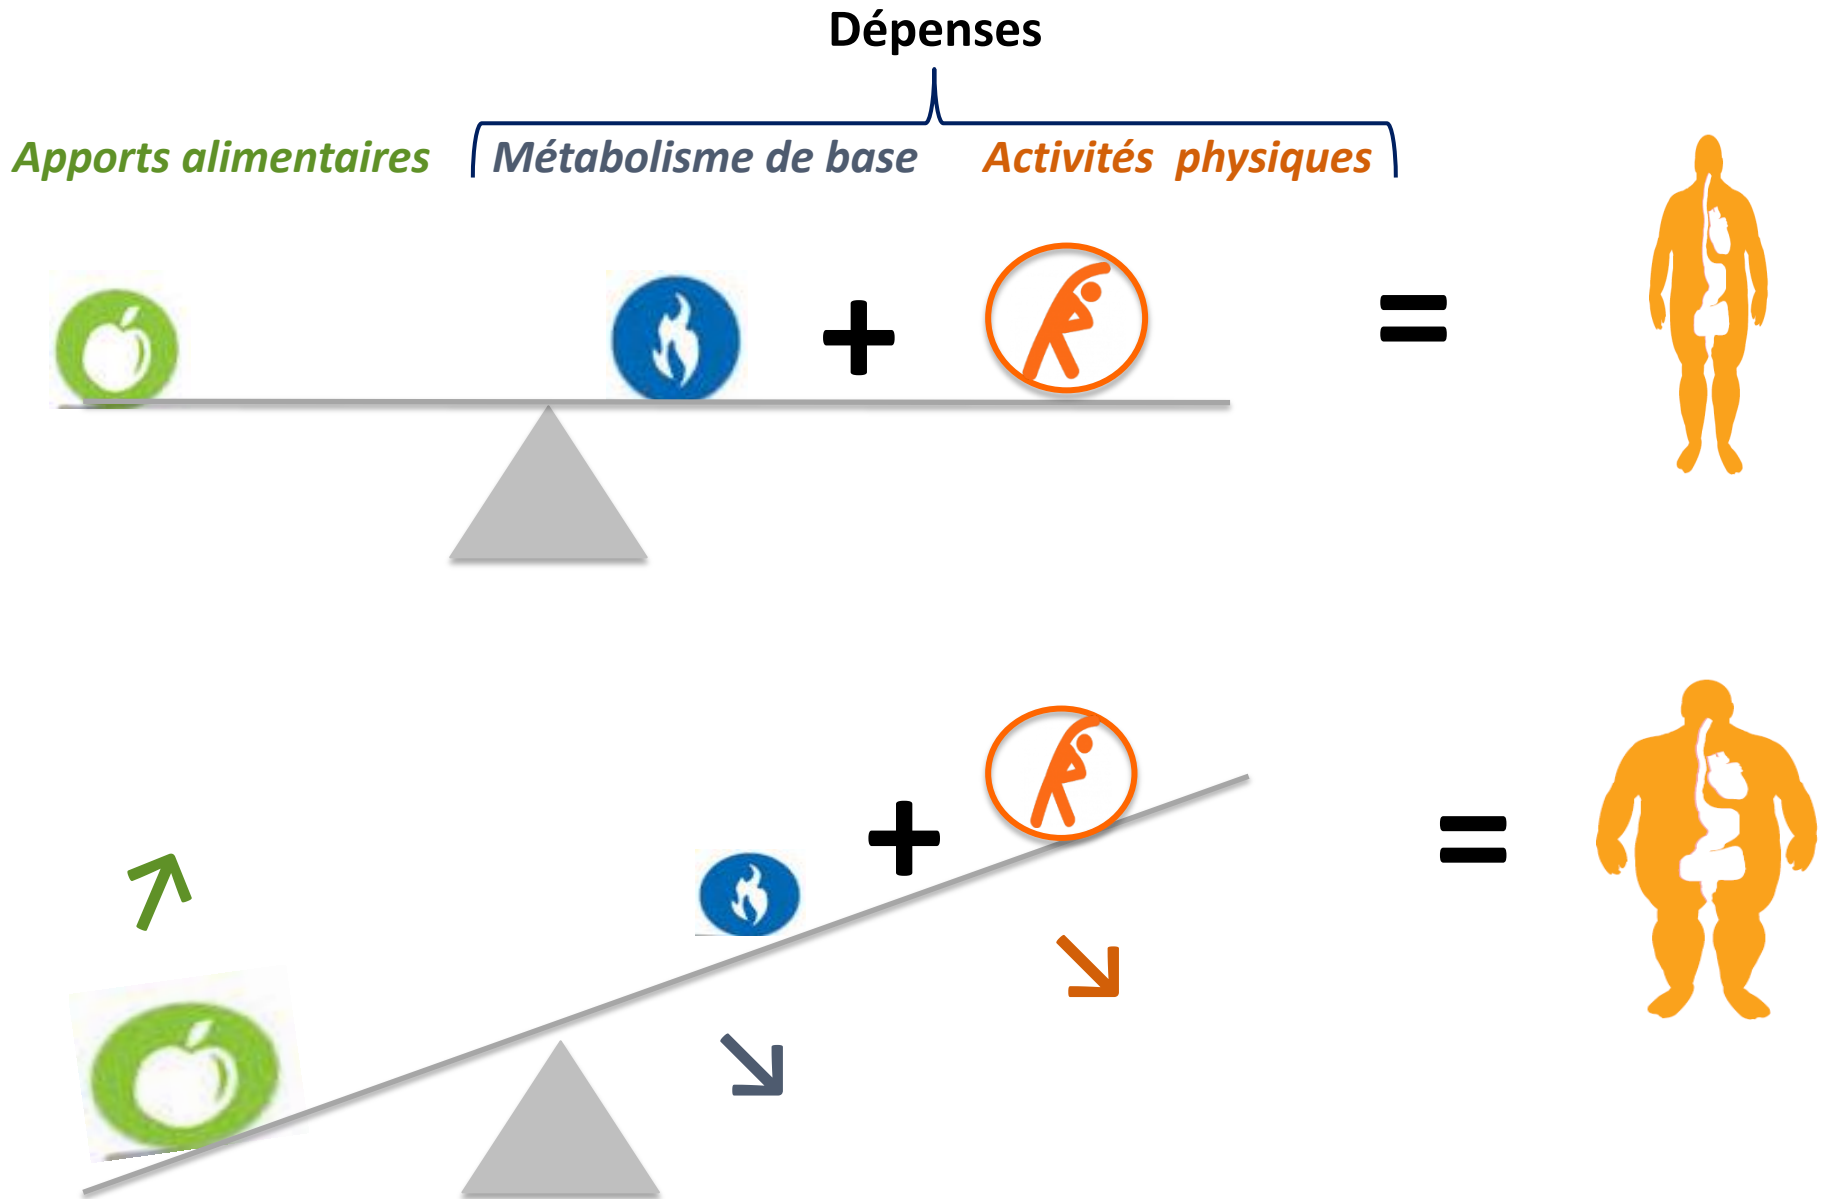 Dépenses
Apports alimentaires Métabolisme de base Activités physiques
+ =
+ =